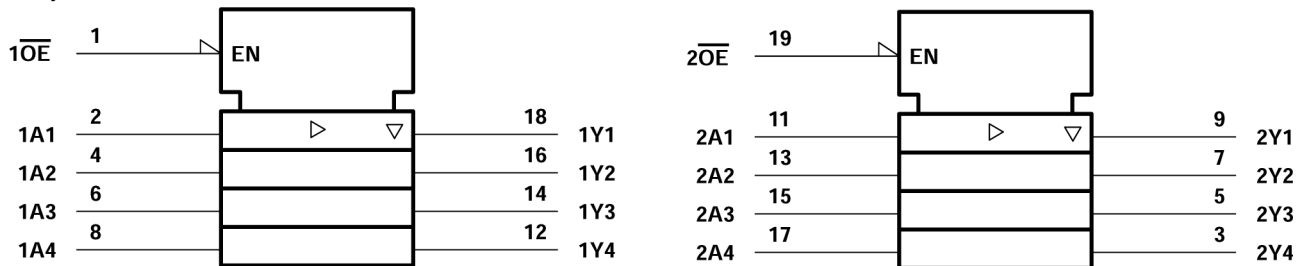 1OE 1 EN
1A1 2 18 1Y1
1A2 4 16 1Y2
1A3 6 14 1Y3
1A4 8 12 1Y4
2OE 19 EN
2A1 11 9 2Y1
2A2 13 7 2Y2
2A3 15 5 2Y3
2A4 17 3 2Y4